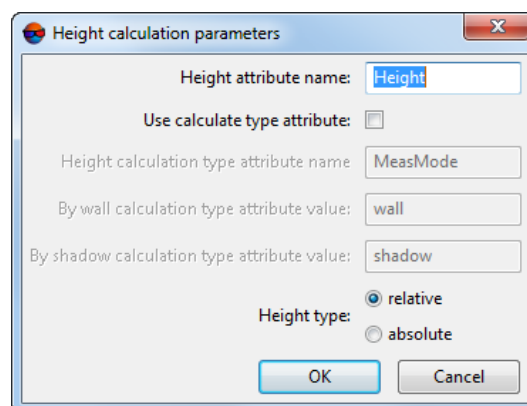 Height calculation parameters
Height attribute name: Height
Use calculate type attribute:
Height calculation type attribute name MeasMode
By wall calculation type attribute value: wall
By shadow calculation type attribute value: shadow
Height type: relative
absolute
OK Cancel